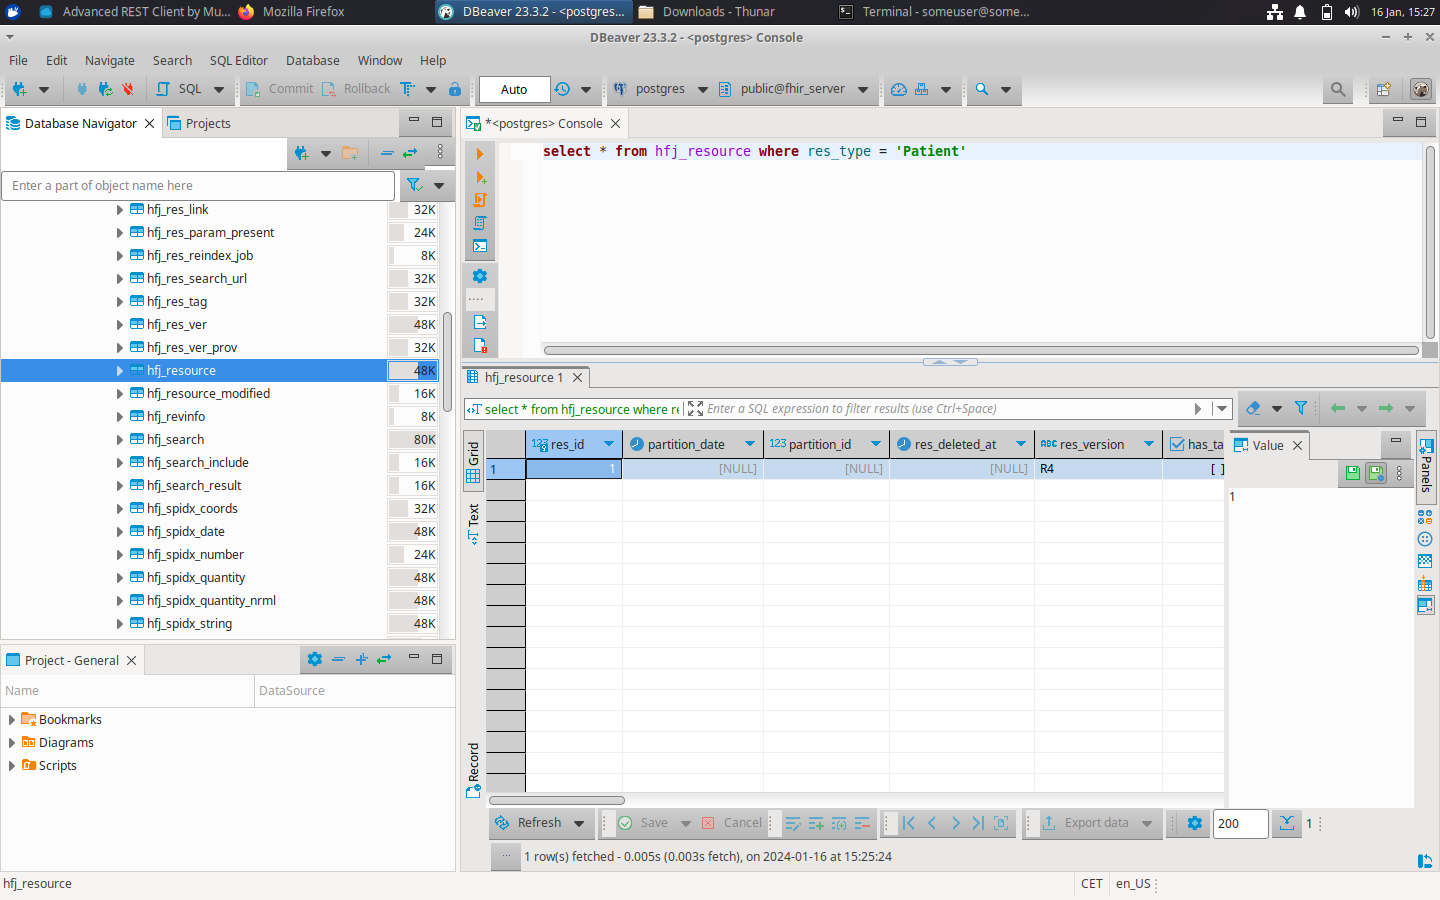 Advanced REST Client by Mu...
Mozilla Firefox
DBeaver 23.3.2 - <postgres...
Downloads - Thunar
Terminal - someuser@some...
16 Jan, 15:27
DBeaver 23.3.2 - <postgres> Console
File Edit Navigate Search SQL Editor Database Window Help
SQL Commit Rollback Auto postgres public@fhir_server
Database Navigator Projects
Enter a part of object name here
hfj_res_link 32K
hfj_res_param_present 24K
hfj_res_reindex_job 8K
hfj_res_search_url 32K
hfj_res_tag 32K
hfj_res_ver 48K
hfj_res_ver_prov 32K
hfj_resource 48K
hfj_resource_modified 16K
hfj_revinfo 8K
hfj_search 80K
hfj_search_include 16K
hfj_search_result 16K
hfj_spidx_coords 32K
hfj_spidx_date 48K
hfj_spidx_number 24K
hfj_spidx_quantity 48K
hfj_spidx_quantity_nrml 48K
hfj_spidx_string 48K
Project - General
Name DataSource
Bookmarks
Diagrams
Scripts
*<postgres> Console
select * from hfj_resource where res_type = 'Patient'
hfj_resource 1
select * from hfj_resource where re
Enter a SQL expression to filter results (use Ctrl+Space)
Grid
Text
Record
123 res_id partition_date 123 partition_id res_deleted_at ABC res_version has_ta
1 1 [NULL] [NULL] [NULL] R4 [ ]
Value
1
Panels
Refresh Save Cancel Export data 200 1
... 1 row(s) fetched - 0.005s (0.003s fetch), on 2024-01-16 at 15:25:24
hfj_resource CET en_US